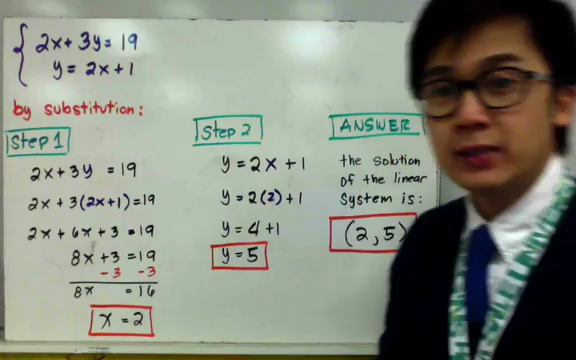 2x + 3y = 19
y = 2x + 1
by substitution:
Step 1
2x + 3y = 19
2x + 3(2x+1) = 19
2x + 6x + 3 = 19
8x + 3 = 19
-3 -3
8x = 16
x = 2
Step 2
y = 2x + 1
y = 2(2) + 1
y = 4 + 1
y = 5
ANSWER
the solution
of the linear
system is:
(2, 5)